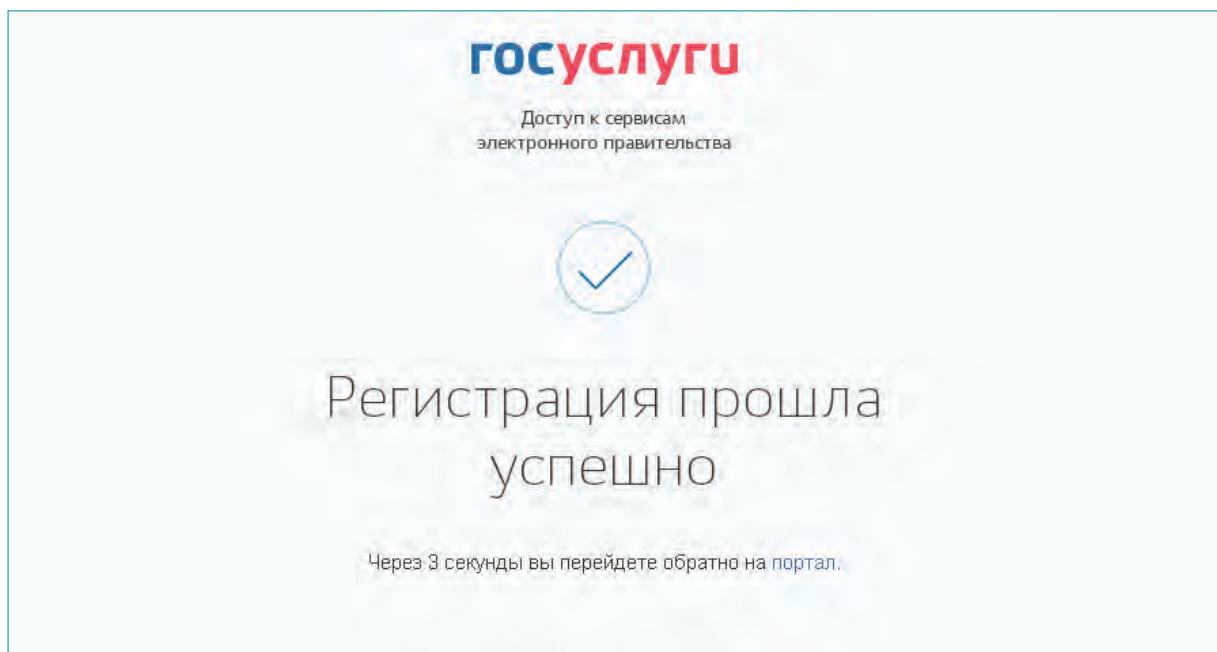 госуслуги
Доступ к сервисам
электронного правительства
Регистрация прошла
успешно
Через 3 секунды вы перейдете обратно на портал.